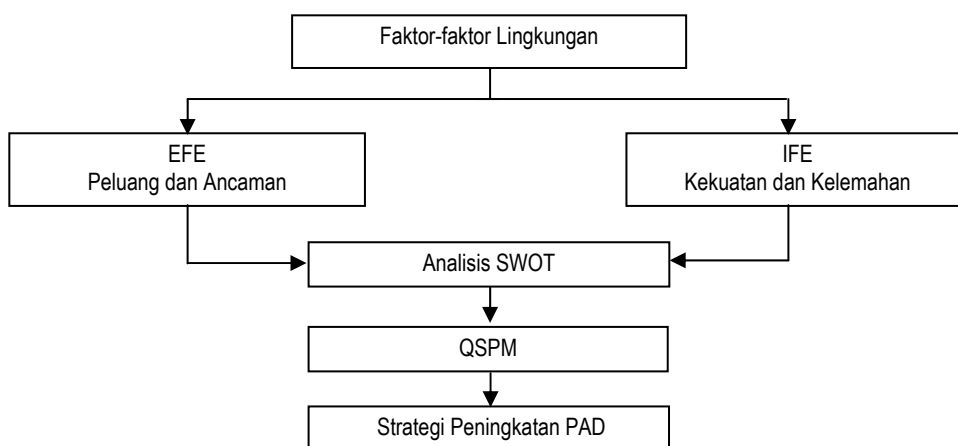 Faktor-faktor Lingkungan
EFE
Peluang dan Ancaman
IFE
Kekuatan dan Kelemahan
Analisis SWOT
QSPM
Strategi Peningkatan PAD